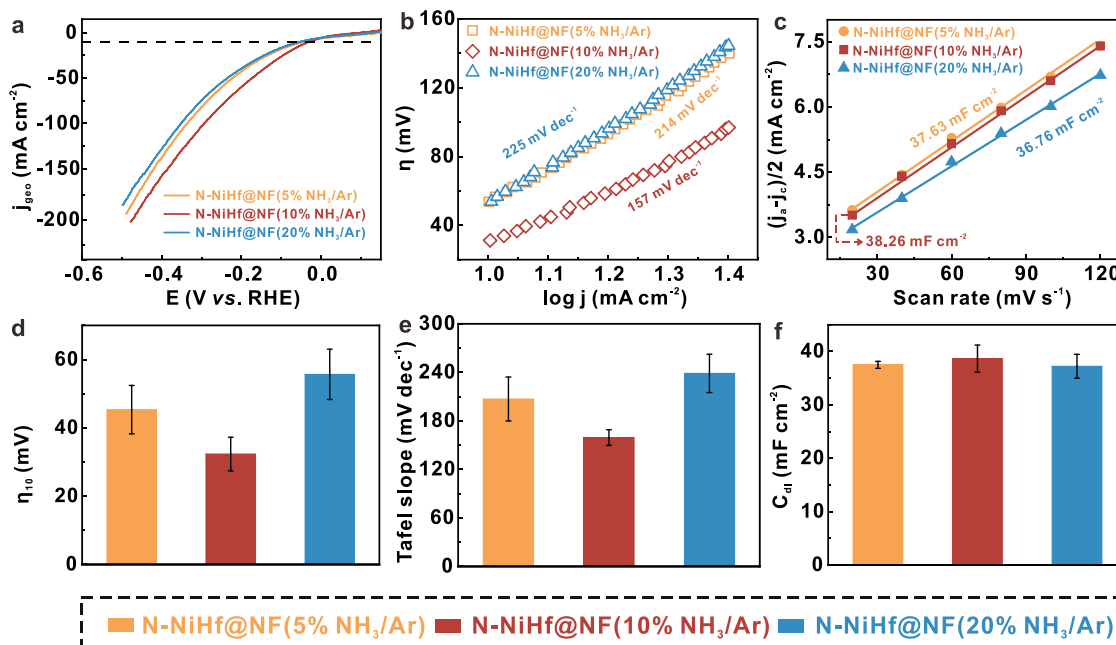 a
j_geo (mA cm⁻²)
0
-50
-100
-150
-200
N-NiHf@NF(5% NH₃/Ar)
N-NiHf@NF(10% NH₃/Ar)
N-NiHf@NF(20% NH₃/Ar)
-0.6
-0.4
-0.2
0.0
E (V vs. RHE)
b
η (mV)
160
120
80
40
N-NiHf@NF(5% NH₃/Ar)
N-NiHf@NF(10% NH₃/Ar)
N-NiHf@NF(20% NH₃/Ar)
225 mV dec⁻¹
214 mV dec⁻¹
157 mV dec⁻¹
1.0
1.1
1.2
1.3
1.4
log j (mA cm⁻²)
c
(jₐ-j_c)/2 (mA cm⁻²)
7.5
6.0
4.5
3.0
N-NiHf@NF(5% NH₃/Ar)
N-NiHf@NF(10% NH₃/Ar)
N-NiHf@NF(20% NH₃/Ar)
37.63 mF cm⁻²
36.76 mF cm⁻²
38.26 mF cm⁻²
30
60
90
120
Scan rate (mV s⁻¹)
d
η₁₀ (mV)
60
40
20
0
e
Tafel slope (mV dec⁻¹)
300
240
180
120
60
0
f
C_dl (mF cm⁻²)
40
30
20
10
0
N-NiHf@NF(5% NH₃/Ar)
N-NiHf@NF(10% NH₃/Ar)
N-NiHf@NF(20% NH₃/Ar)